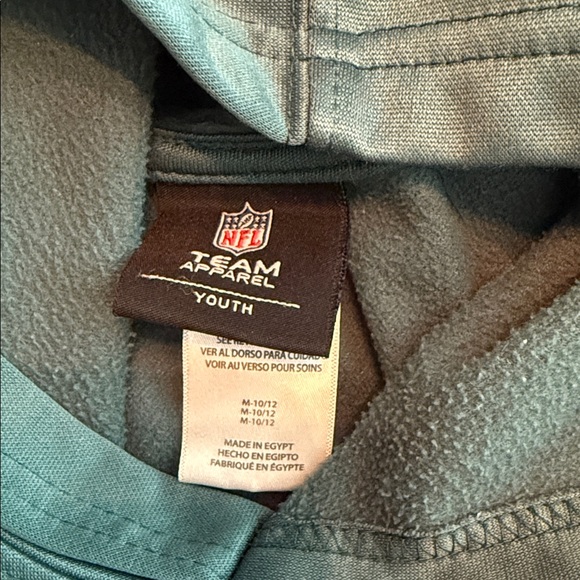 NFL
TEAM
APPAREL
YOUTH
SEE
VER AL DORSO PARA CUIDADO
VOIR AU VERSO POUR SOINS
M-10/12
M-10/12
M-10/12
MADE IN EGYPT
HECHO EN EGIPTO
FABRIQUÉ EN ÉGYPTE